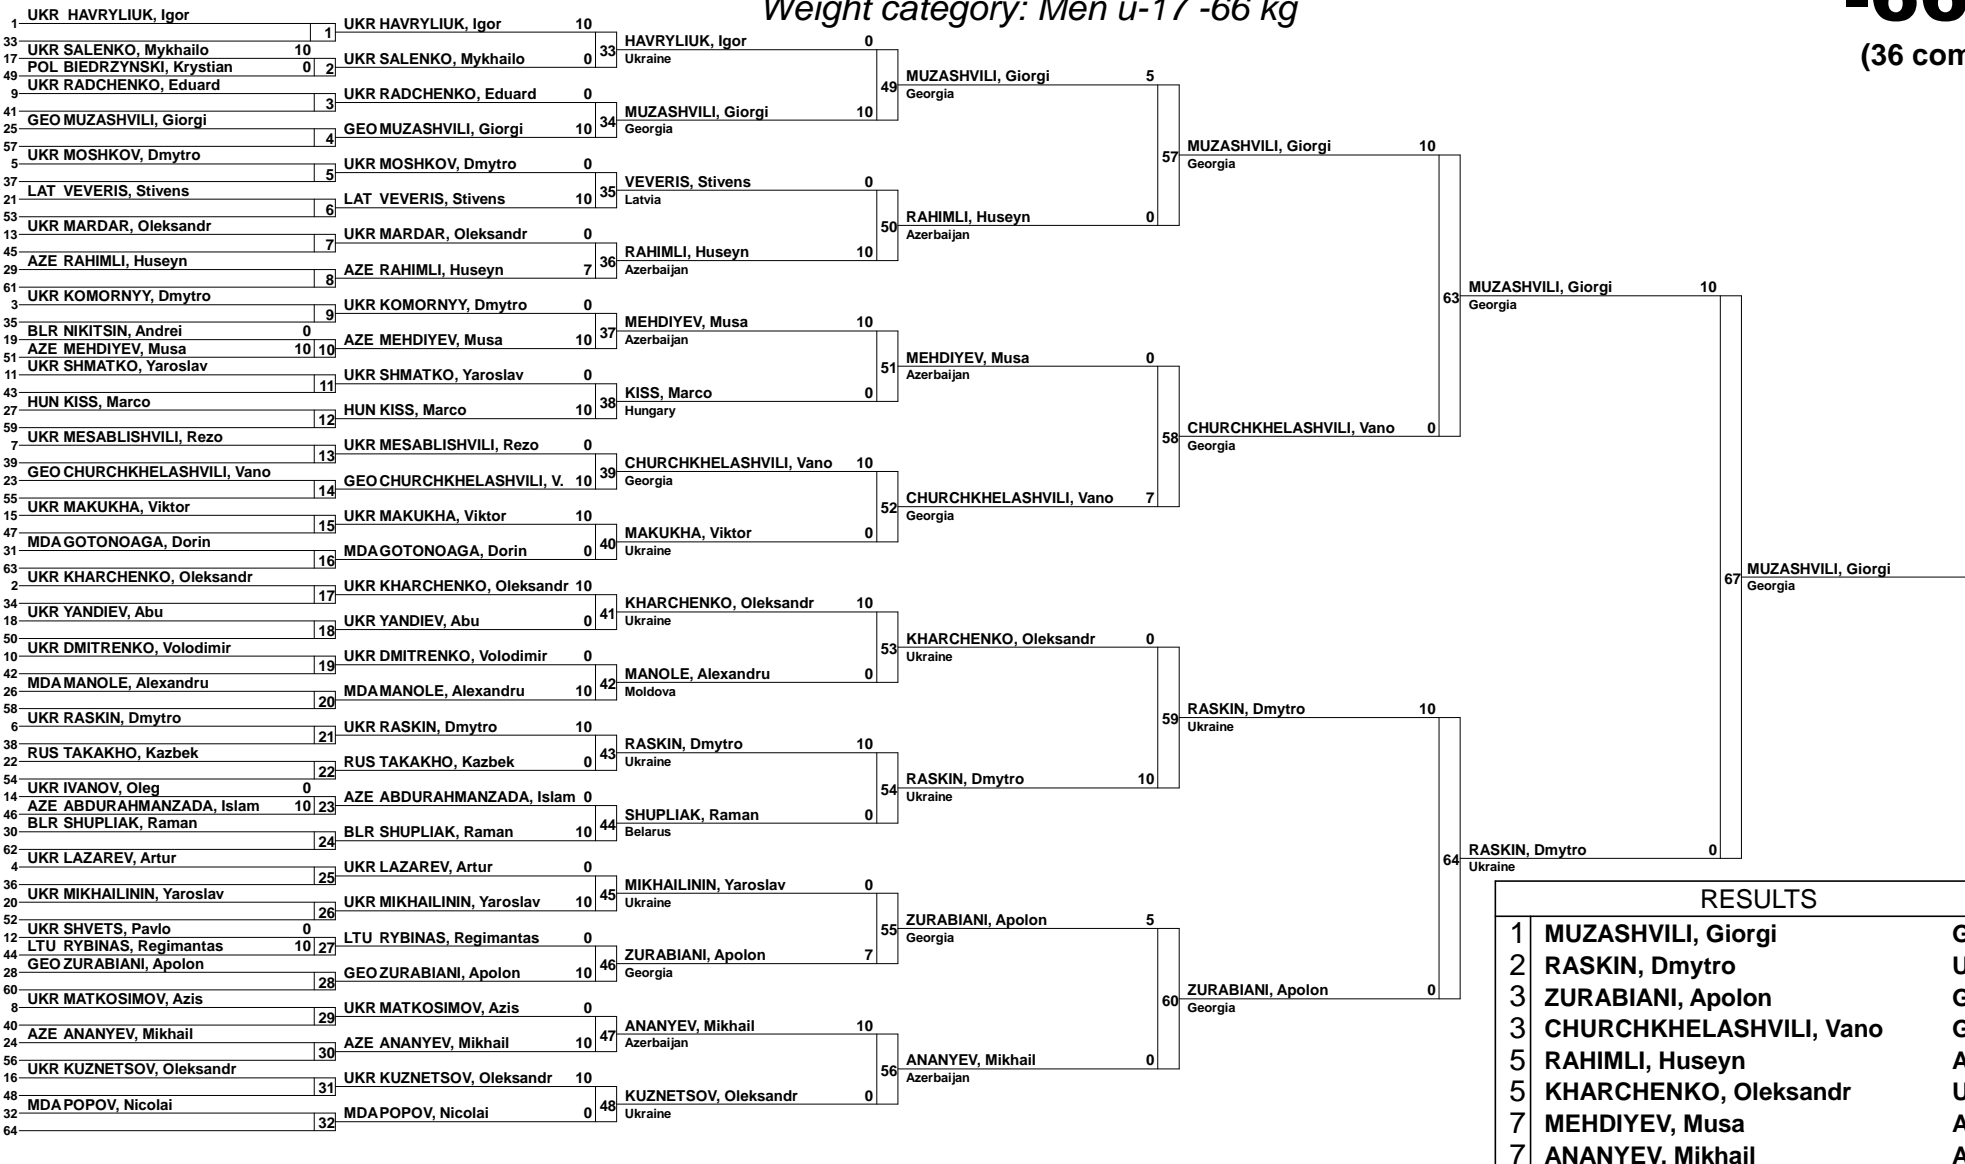 Weight category: Men u-17 -66 kg
-66
(36 com
1 UKR HAVRYLIUK, Igor
33 1
17 UKR SALENKO, Mykhailo 10
49 POL BIEDRZYNSKI, Krystian 0 2
9 UKR RADCHENKO, Eduard
41 3
25 GEO MUZASHVILI, Giorgi
57 4
5 UKR MOSHKOV, Dmytro
37 5
21 LAT VEVERIS, Stivens
53 6
13 UKR MARDAR, Oleksandr
45 7
29 AZE RAHIMLI, Huseyn
61 8
3 UKR KOMORNYY, Dmytro
35 9
19 BLR NIKITSIN, Andrei 0
51 AZE MEHDIYEV, Musa 10 10
11 UKR SHMATKO, Yaroslav
43 11
27 HUN KISS, Marco
59 12
7 UKR MESABLISHVILI, Rezo
39 13
23 GEO CHURCHKHELASHVILI, Vano
55 14
15 UKR MAKUKHA, Viktor
47 15
31 MDA GOTONOAGA, Dorin
63 16
2 UKR KHARCHENKO, Oleksandr
34 17
18 UKR YANDIEV, Abu
50 18
10 UKR DMITRENKO, Volodimir
42 19
26 MDA MANOLE, Alexandru
58 20
6 UKR RASKIN, Dmytro
38 21
22 RUS TAKAKHO, Kazbek
54 22
14 UKR IVANOV, Oleg 0
46 AZE ABDURAHMANZADA, Islam 10 23
30 BLR SHUPLIAK, Raman
62 24
4 UKR LAZAREV, Artur
36 25
20 UKR MIKHAILININ, Yaroslav
52 26
12 UKR SHVETS, Pavlo 0
44 LTU RYBINAS, Regimantas 10 27
28 GEO ZURABIANI, Apolon
60 28
8 UKR MATKOSIMOV, Azis
40 29
24 AZE ANANYEV, Mikhail
56 30
16 UKR KUZNETSOV, Oleksandr
48 31
32 MDA POPOV, Nicolai
64 32
UKR HAVRYLIUK, Igor 10
UKR SALENKO, Mykhailo 0 33
UKR RADCHENKO, Eduard 0
GEO MUZASHVILI, Giorgi 10 34
UKR MOSHKOV, Dmytro 0
LAT VEVERIS, Stivens 10 35
UKR MARDAR, Oleksandr 0
AZE RAHIMLI, Huseyn 7 36
UKR KOMORNYY, Dmytro 0
AZE MEHDIYEV, Musa 10 37
UKR SHMATKO, Yaroslav 0
HUN KISS, Marco 10 38
UKR MESABLISHVILI, Rezo 0
GEO CHURCHKHELASHVILI, V. 10 39
UKR MAKUKHA, Viktor 10
MDA GOTONOAGA, Dorin 0 40
UKR KHARCHENKO, Oleksandr 10
UKR YANDIEV, Abu 0 41
UKR DMITRENKO, Volodimir 0
MDA MANOLE, Alexandru 10 42
UKR RASKIN, Dmytro 10
RUS TAKAKHO, Kazbek 0 43
AZE ABDURAHMANZADA, Islam 0
BLR SHUPLIAK, Raman 10 44
UKR LAZAREV, Artur 0
UKR MIKHAILININ, Yaroslav 10 45
LTU RYBINAS, Regimantas 0
GEO ZURABIANI, Apolon 10 46
UKR MATKOSIMOV, Azis 0
AZE ANANYEV, Mikhail 10 47
UKR KUZNETSOV, Oleksandr 10
MDA POPOV, Nicolai 0 48
HAVRYLIUK, Igor 0
Ukraine
49
MUZASHVILI, Giorgi 10
Georgia
VEVERIS, Stivens 0
Latvia
50
RAHIMLI, Huseyn 10
Azerbaijan
MEHDIYEV, Musa 10
Azerbaijan
51
KISS, Marco 0
Hungary
CHURCHKHELASHVILI, Vano 10
Georgia
52
MAKUKHA, Viktor 0
Ukraine
KHARCHENKO, Oleksandr 10
Ukraine
53
MANOLE, Alexandru 0
Moldova
RASKIN, Dmytro 10
Ukraine
54
SHUPLIAK, Raman 0
Belarus
MIKHAILININ, Yaroslav 0
Ukraine
55
ZURABIANI, Apolon 7
Georgia
ANANYEV, Mikhail 10
Azerbaijan
56
KUZNETSOV, Oleksandr 0
Ukraine
MUZASHVILI, Giorgi 5
Georgia
57
RAHIMLI, Huseyn 0
Azerbaijan
MEHDIYEV, Musa 0
Azerbaijan
58
CHURCHKHELASHVILI, Vano 7
Georgia
KHARCHENKO, Oleksandr 0
Ukraine
59
RASKIN, Dmytro 10
Ukraine
ZURABIANI, Apolon 5
Georgia
60
ANANYEV, Mikhail 0
Azerbaijan
MUZASHVILI, Giorgi 10
Georgia
63
CHURCHKHELASHVILI, Vano 0
Georgia
RASKIN, Dmytro 10
Ukraine
64
ZURABIANI, Apolon 0
Georgia
MUZASHVILI, Giorgi 10
Georgia
67
RASKIN, Dmytro 0
Ukraine
MUZASHVILI, Giorgi
Georgia
RESULTS
1 MUZASHVILI, Giorgi G
2 RASKIN, Dmytro U
3 ZURABIANI, Apolon G
3 CHURCHKHELASHVILI, Vano G
5 RAHIMLI, Huseyn A
5 KHARCHENKO, Oleksandr U
7 MEHDIYEV, Musa A
7 ANANYEV, Mikhail A